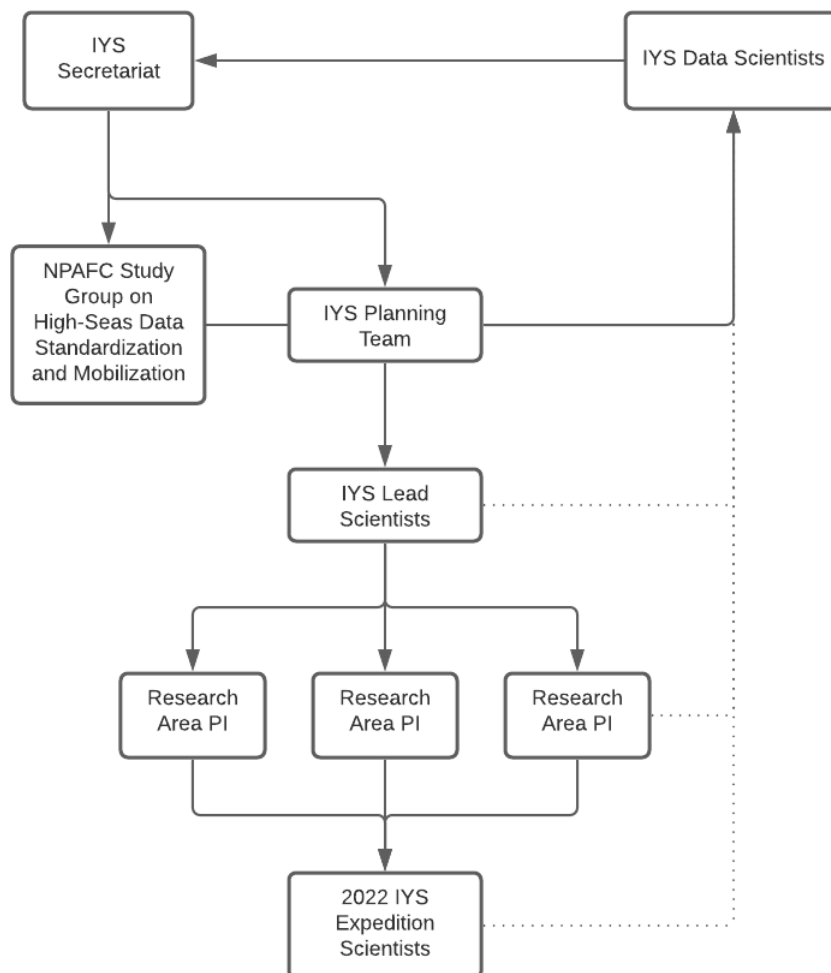 IYS
Secretariat
IYS Data Scientists
NPAFC Study
Group on
High-Seas Data
Standardization
and Mobilization
IYS Planning
Team
IYS Lead
Scientists
Research
Area PI
Research
Area PI
Research
Area PI
2022 IYS
Expedition
Scientists